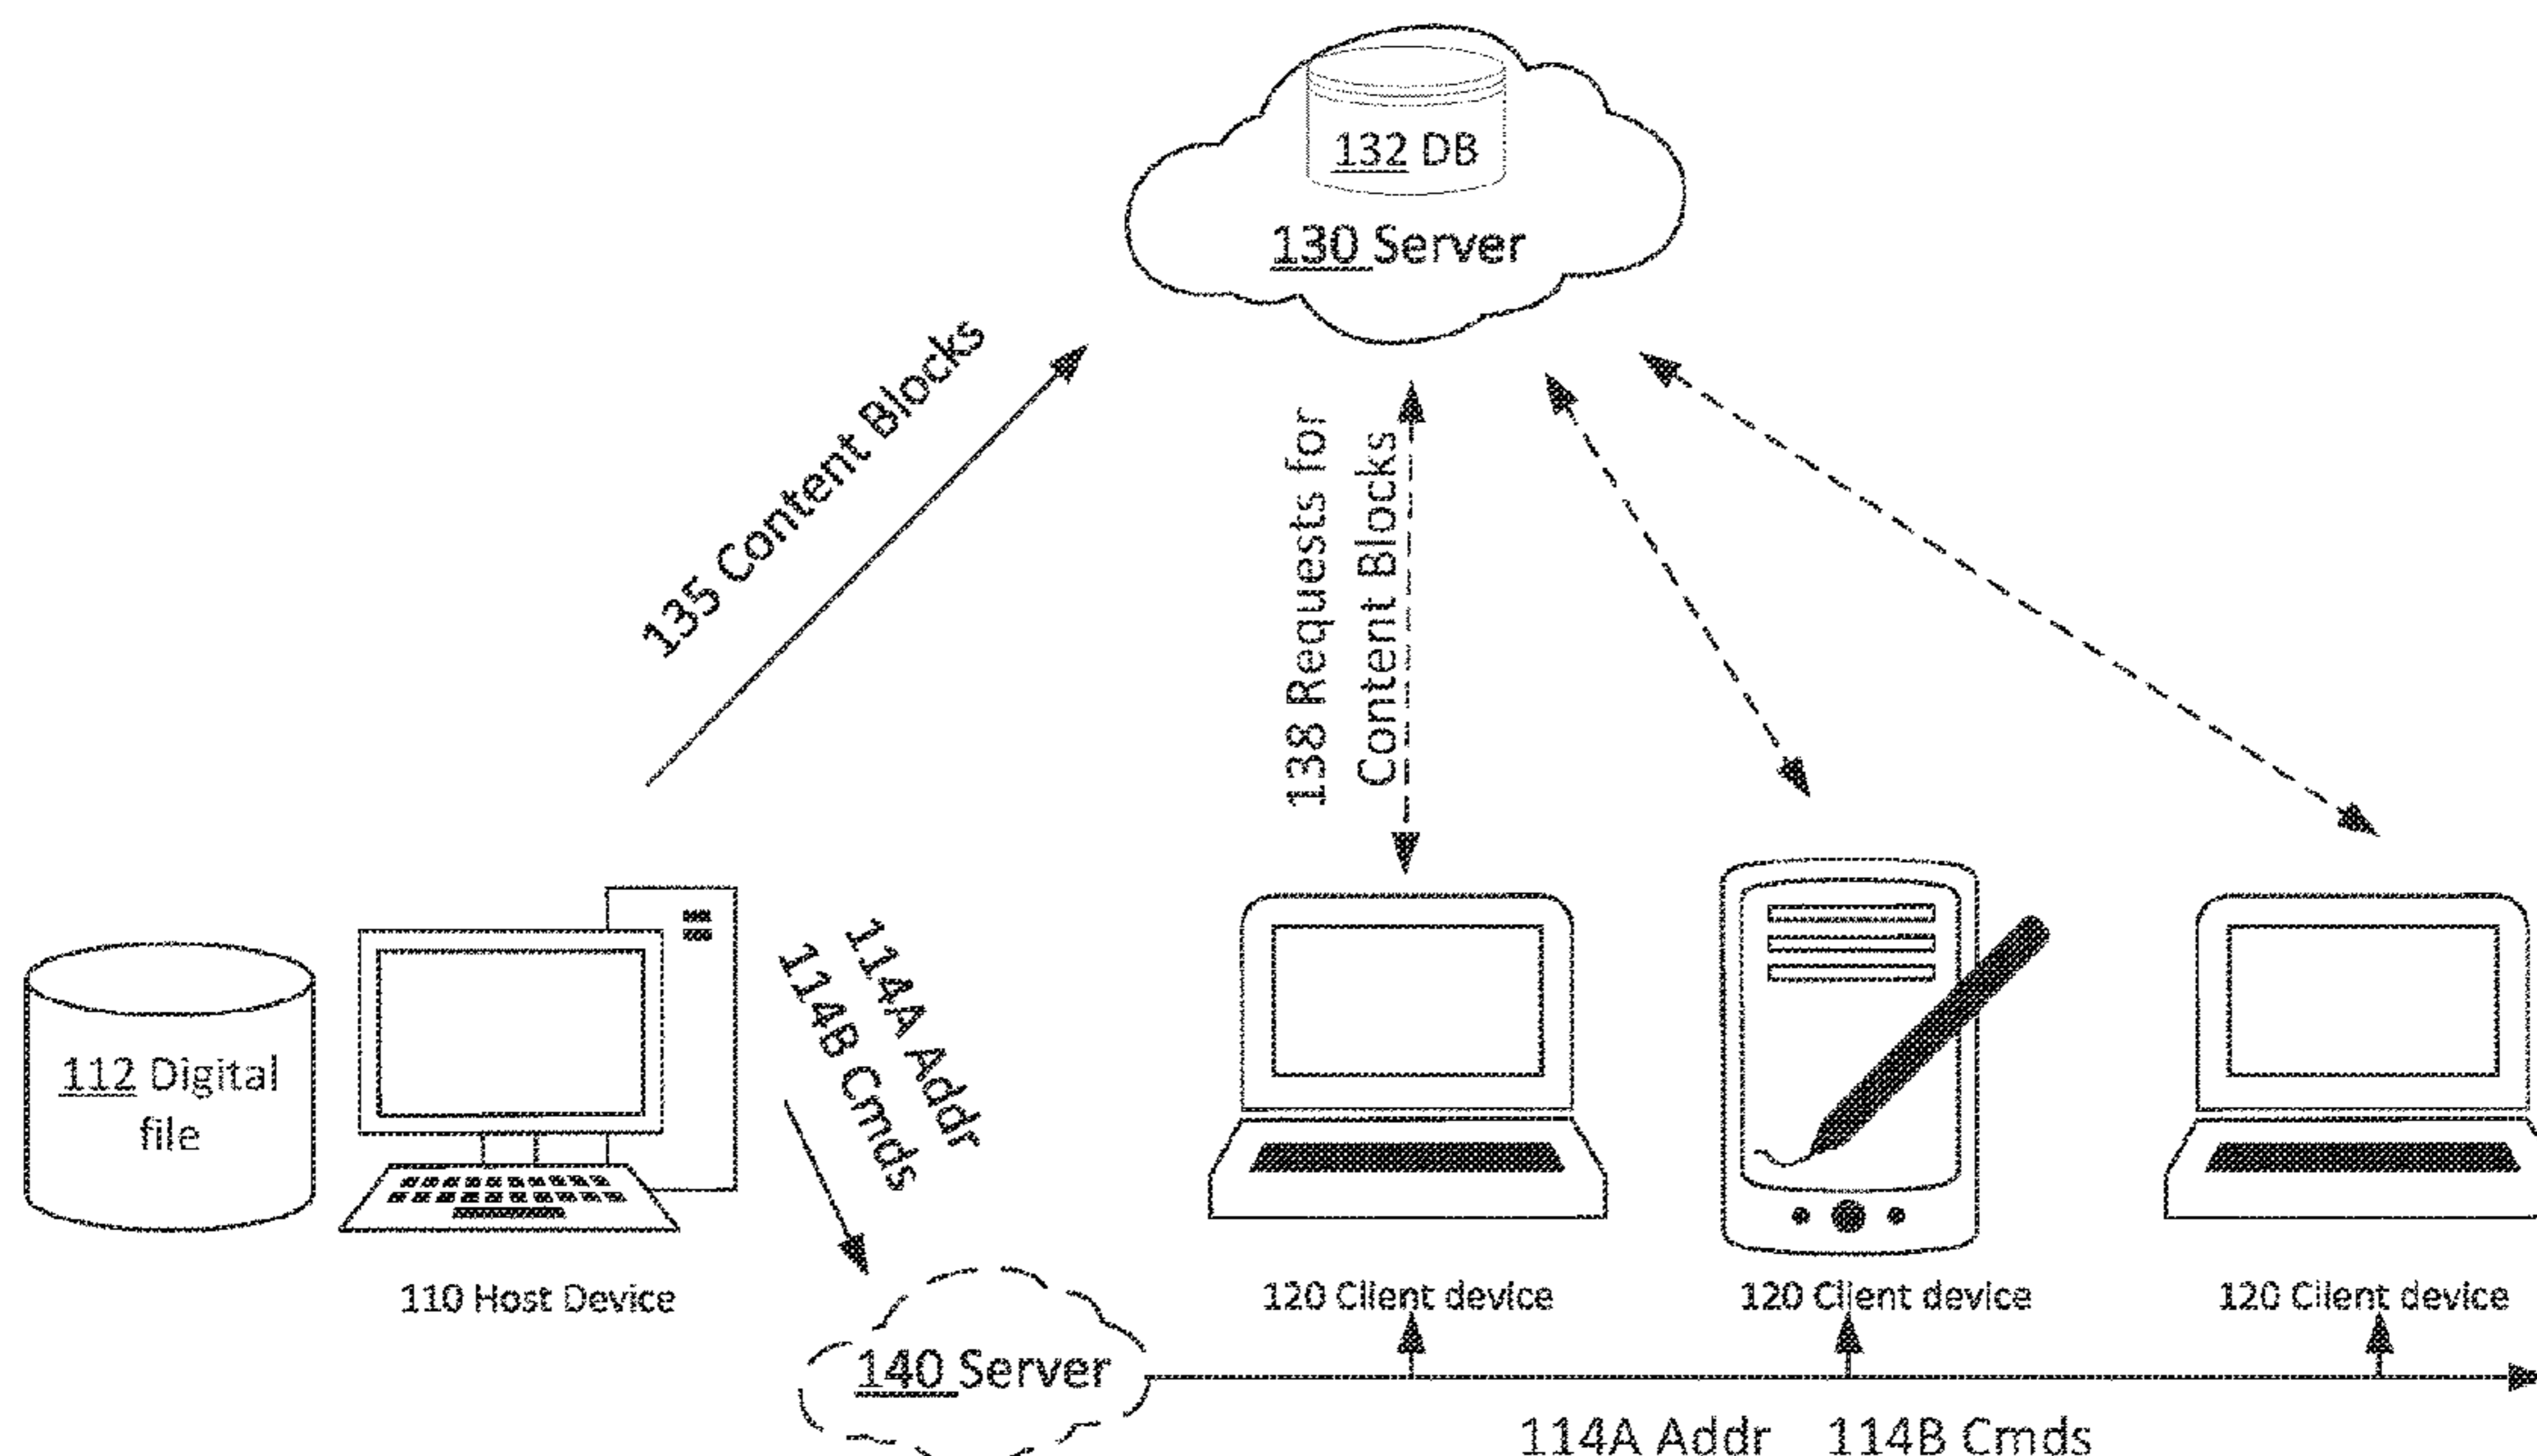 132 DB
130 Server
135 Content Blocks
138 Requests for
Content Blocks
112 Digital
file
114A Addr
114B Cmds
110 Host Device
120 Client device
120 Client device
120 Client device
140 Server
114A Addr 114B Cmds